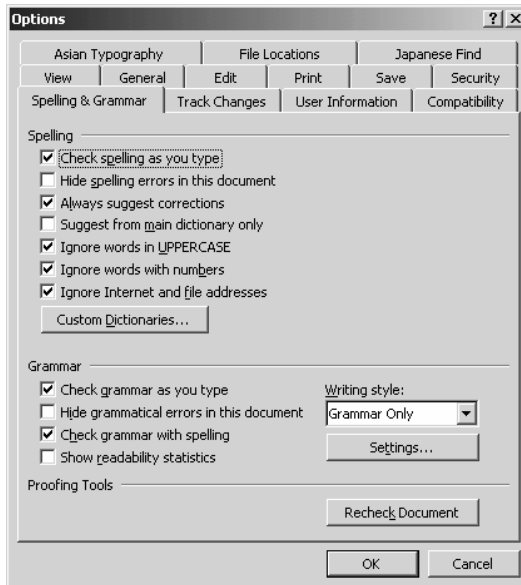 Options
Asian Typography File Locations Japanese Find
View General Edit Print Save Security
Spelling & Grammar Track Changes User Information Compatibility
Spelling
Check spelling as you type
Hide spelling errors in this document
Always suggest corrections
Suggest from main dictionary only
Ignore words in UPPERCASE
Ignore words with numbers
Ignore Internet and file addresses
Custom Dictionaries...
Grammar
Check grammar as you type Writing style:
Hide grammatical errors in this document Grammar Only
Check grammar with spelling
Settings...
Show readability statistics
Proofing Tools
Recheck Document
OK Cancel